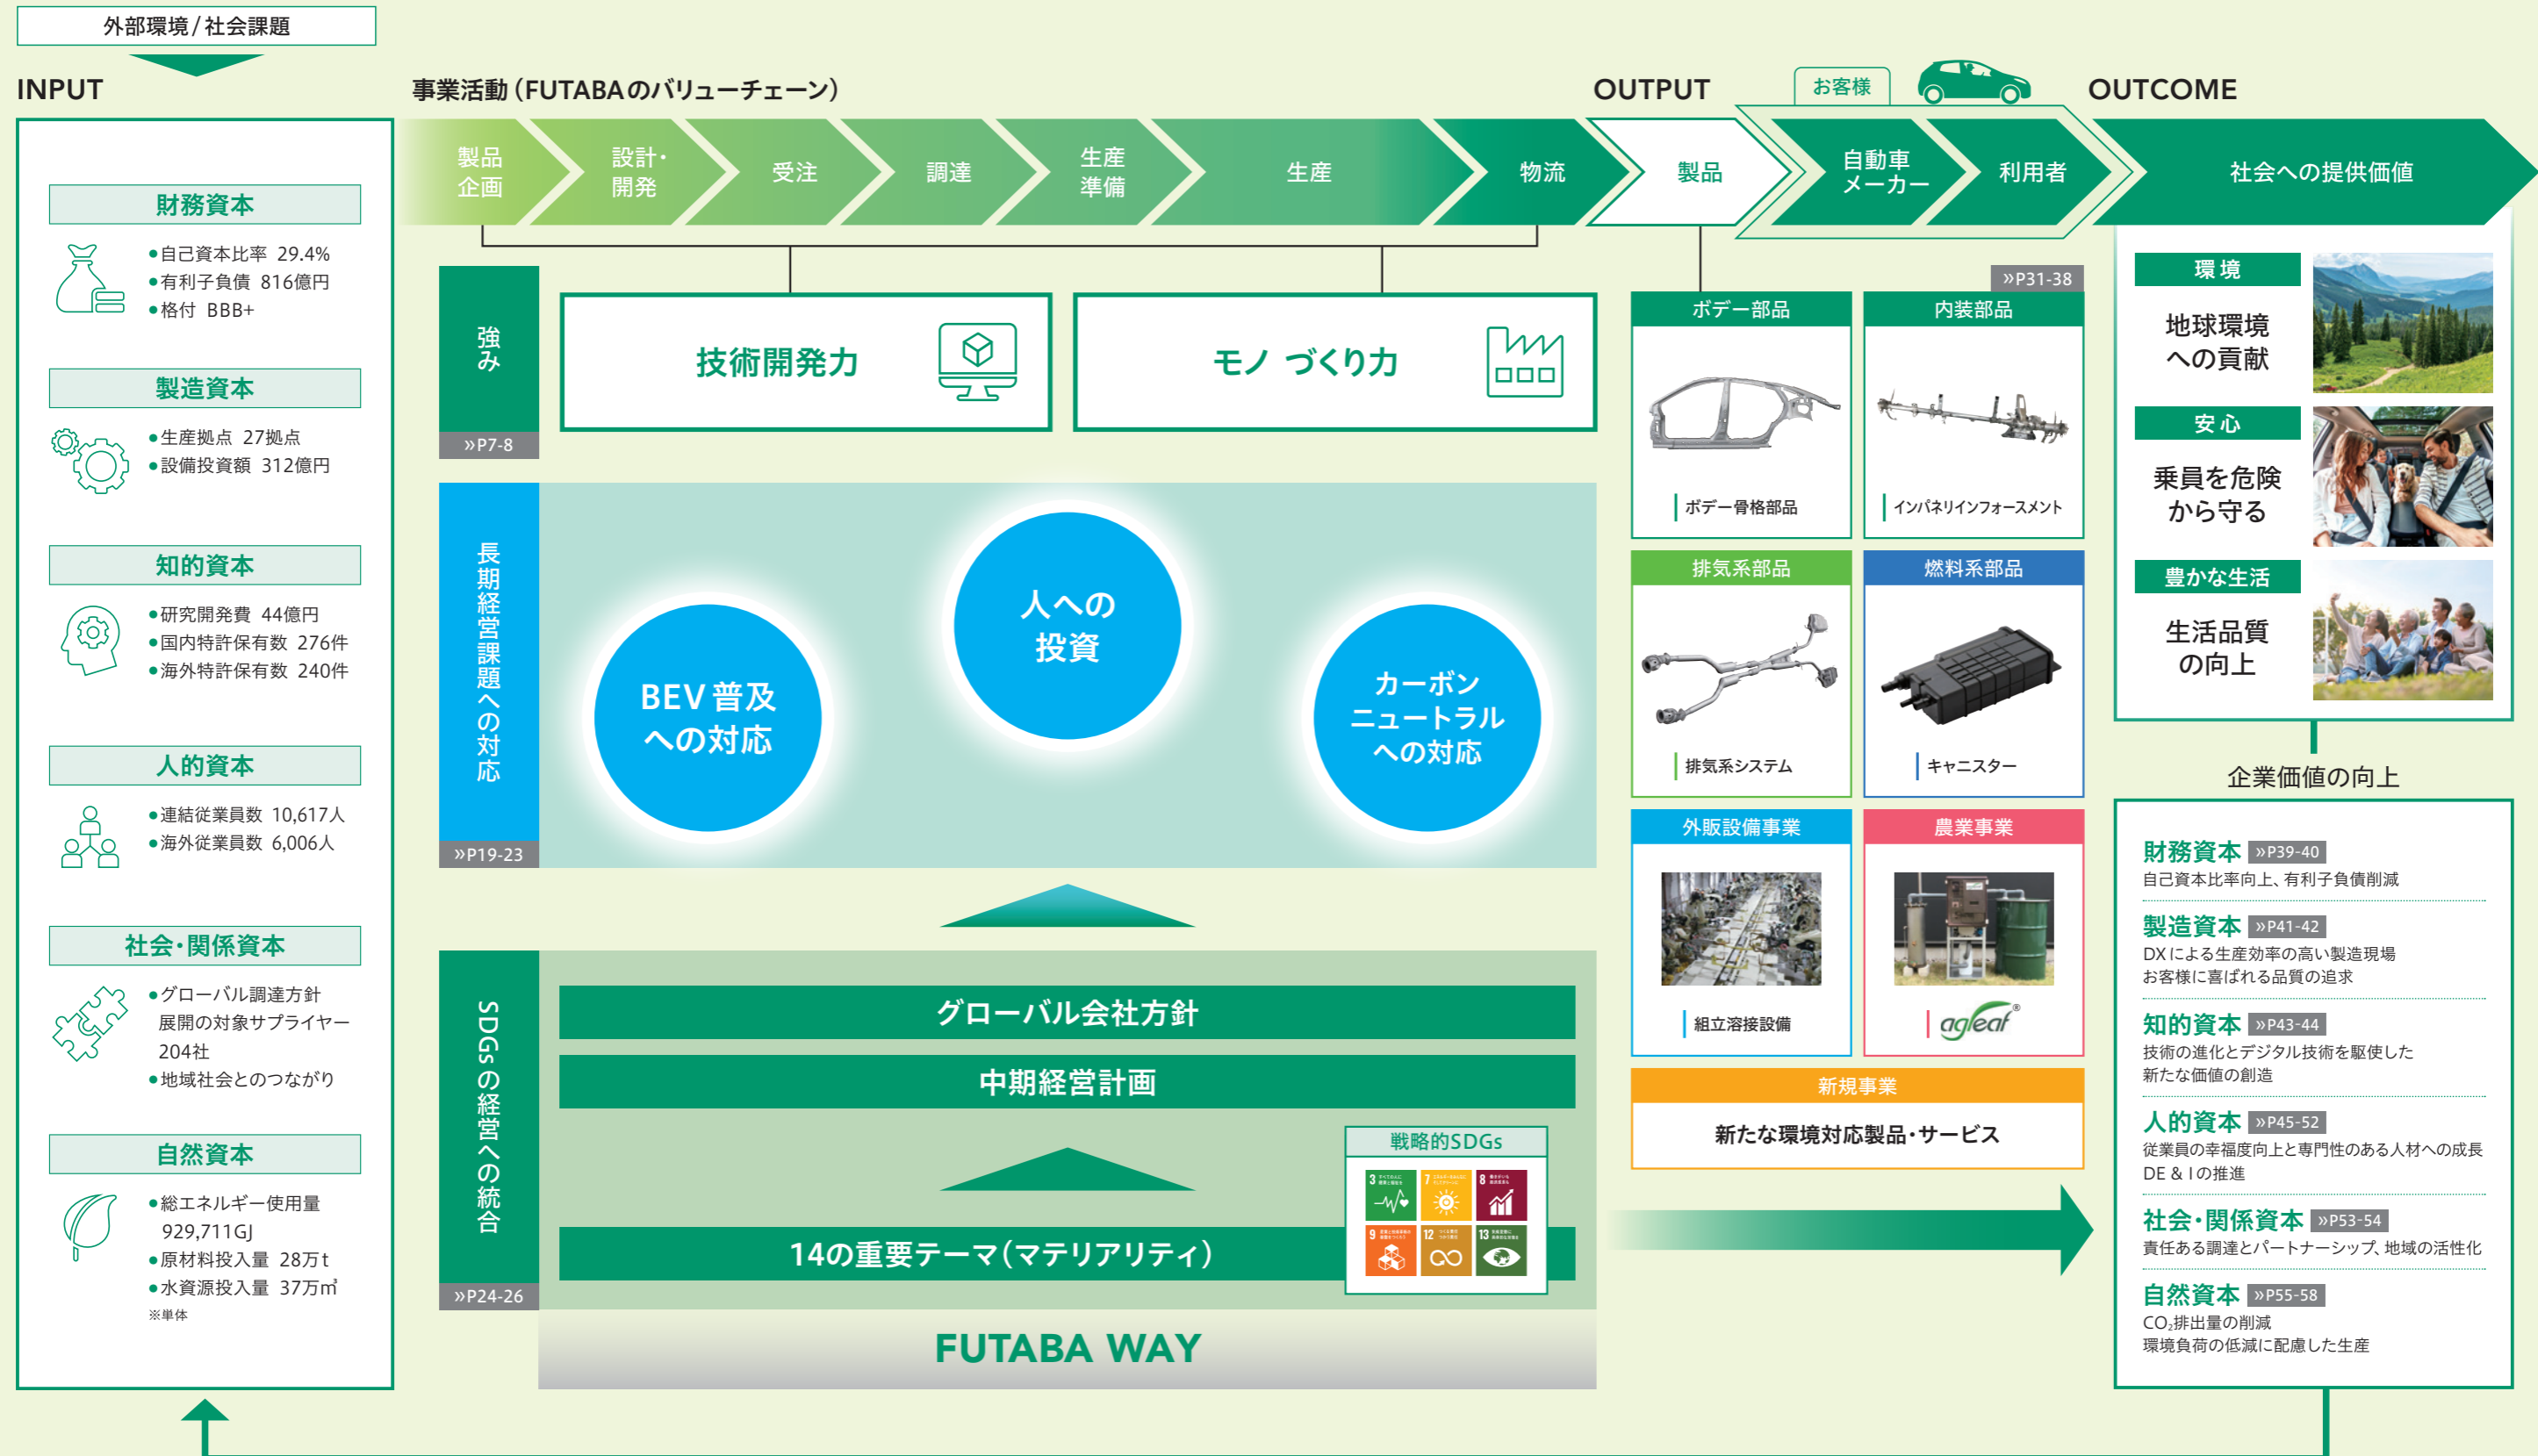 外部環境/社会課題
INPUT
財務資本
●自己資本比率 29.4%
●有利子負債 816億円
●格付 BBB+
製造資本
●生産拠点 27拠点
●設備投資額 312億円
知的資本
●研究開発費 44億円
●国内特許保有数 276件
●海外特許保有数 240件
人的資本
●連結従業員数 10,617人
●海外従業員数 6,006人
社会・関係資本
●グローバル調達方針
展開の対象サプライヤー
204社
●地域社会とのつながり
自然資本
●総エネルギー使用量
929,711GJ
●原材料投入量 28万t
●水資源投入量 37万㎥
※単体
事業活動（FUTABAのバリューチェーン）
製品
企画
設計・
開発
受注
調達
生産
準備
生産
物流
強み
»P7-8
技術開発力
モノ づくり力
長期経営課題への対応
»P19-23
BEV普及
への対応
人への
投資
カーボン
ニュートラル
への対応
SDGsの経営への統合
»P24-26
グローバル会社方針
中期経営計画
14の重要テーマ（マテリアリティ）
戦略的SDGs
3
7
8
9
12
13
FUTABA WAY
OUTPUT
製品
お客様
自動車
メーカー
利用者
»P31-38
ボデー部品
ボデー骨格部品
内装部品
インパネリインフォースメント
排気系部品
排気系システム
燃料系部品
キャニスター
外販設備事業
組立溶接設備
農業事業
agleaf®
新規事業
新たな環境対応製品・サービス
OUTCOME
社会への提供価値
環境
地球環境
への貢献
安心
乗員を危険
から守る
豊かな生活
生活品質
の向上
企業価値の向上
財務資本 »P39-40
自己資本比率向上、有利子負債削減
製造資本 »P41-42
DXによる生産効率の高い製造現場
お客様に喜ばれる品質の追求
知的資本 »P43-44
技術の進化とデジタル技術を駆使した
新たな価値の創造
人的資本 »P45-52
従業員の幸福度向上と専門性のある人材への成長
DE & Iの推進
社会・関係資本 »P53-54
責任ある調達とパートナーシップ、地域の活性化
自然資本 »P55-58
CO₂排出量の削減
環境負荷の低減に配慮した生産